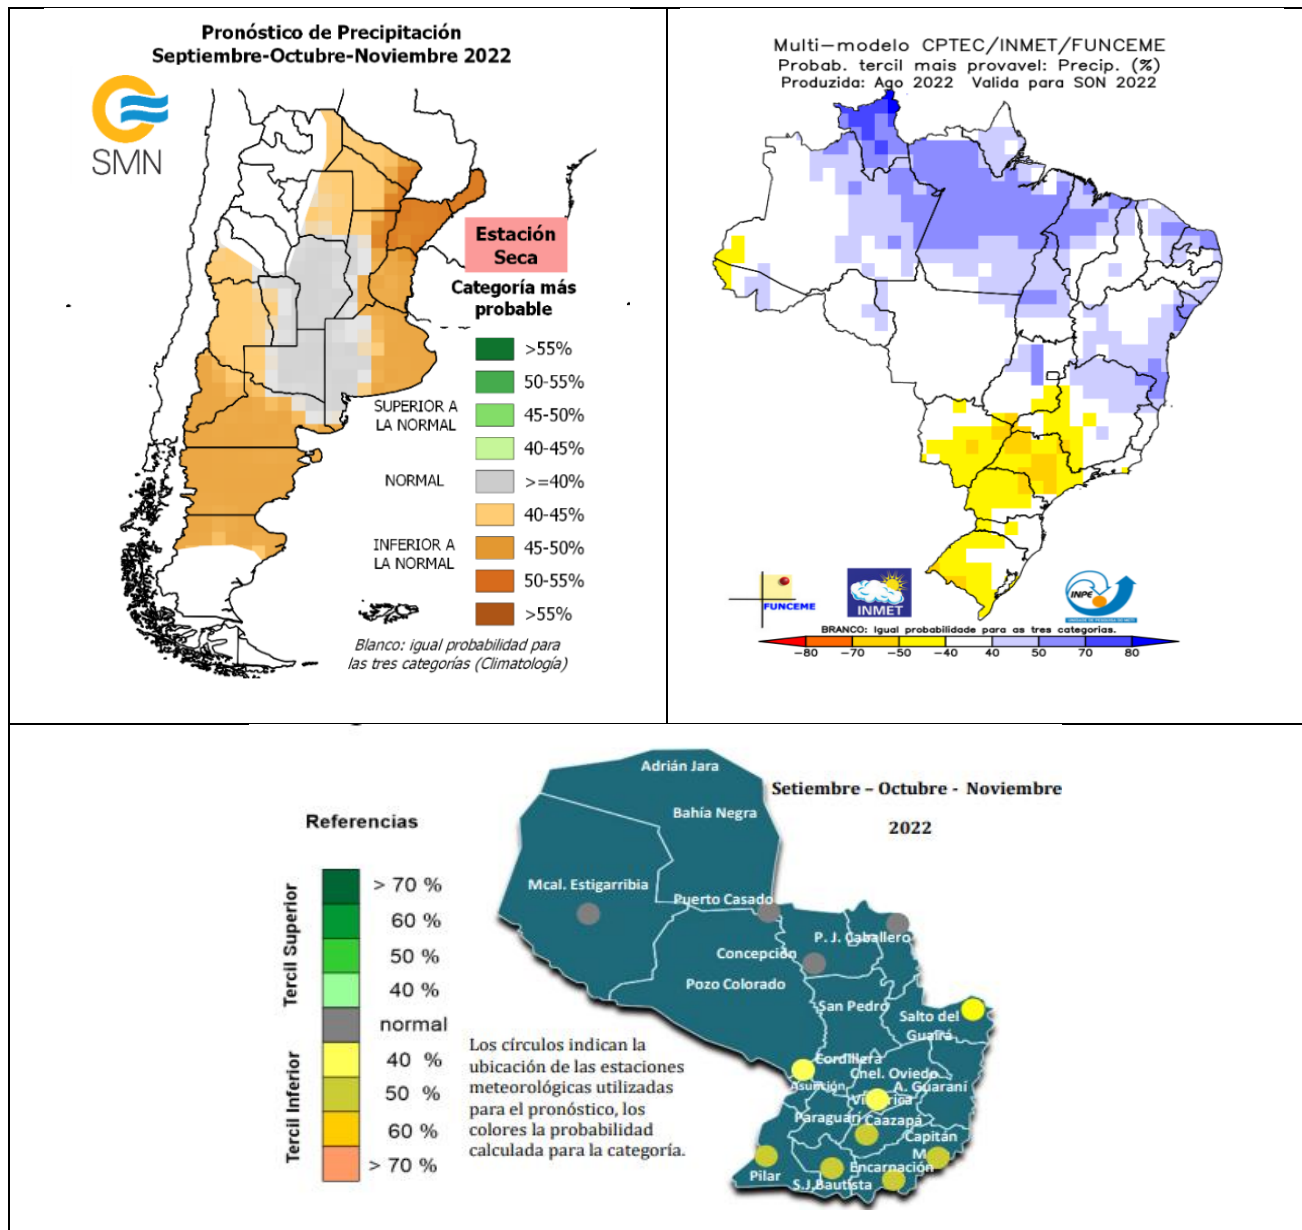 Pronóstico de Precipitación
Septiembre-Octubre-Noviembre 2022
SMN
Estación
Seca
Categoría más
probable
>55%
50-55%
SUPERIOR A
LA NORMAL
45-50%
40-45%
NORMAL
>=40%
40-45%
INFERIOR A
LA NORMAL
45-50%
50-55%
>55%
Blanco: igual probabilidad para
las tres categorías (Climatología)
Multi-modelo CPTEC/INMET/FUNCEME
Probab. tercil mais provavel: Precip. (%)
Produzida: Ago 2022 Valida para SON 2022
FUNCEME
INMET
INPE
BRANCO: Igual probabilidade para as tres categorias.
-80 -70 -50 -40 40 50 70 80
Setiembre – Octubre - Noviembre
2022
Referencias
Tercil Superior
> 70 %
60 %
50 %
40 %
normal
Tercil Inferior
40 %
50 %
60 %
> 70 %
Los círculos indican la
ubicación de las estaciones
meteorológicas utilizadas
para el pronóstico, los
colores la probabilidad
calculada para la categoría.
Adrián Jara
Bahía Negra
Mcal. Estigarribia
Puerto Casado
P. J. Caballero
Concepción
Pozo Colorado
San Pedro
Salto del
Guairá
Cordillera
Asunción
Cnel. Oviedo
A. Guaraní
Villarrica
Paraguarí
Caazapá
Capitán
M
Encarnación
Pilar
S.J.Bautista